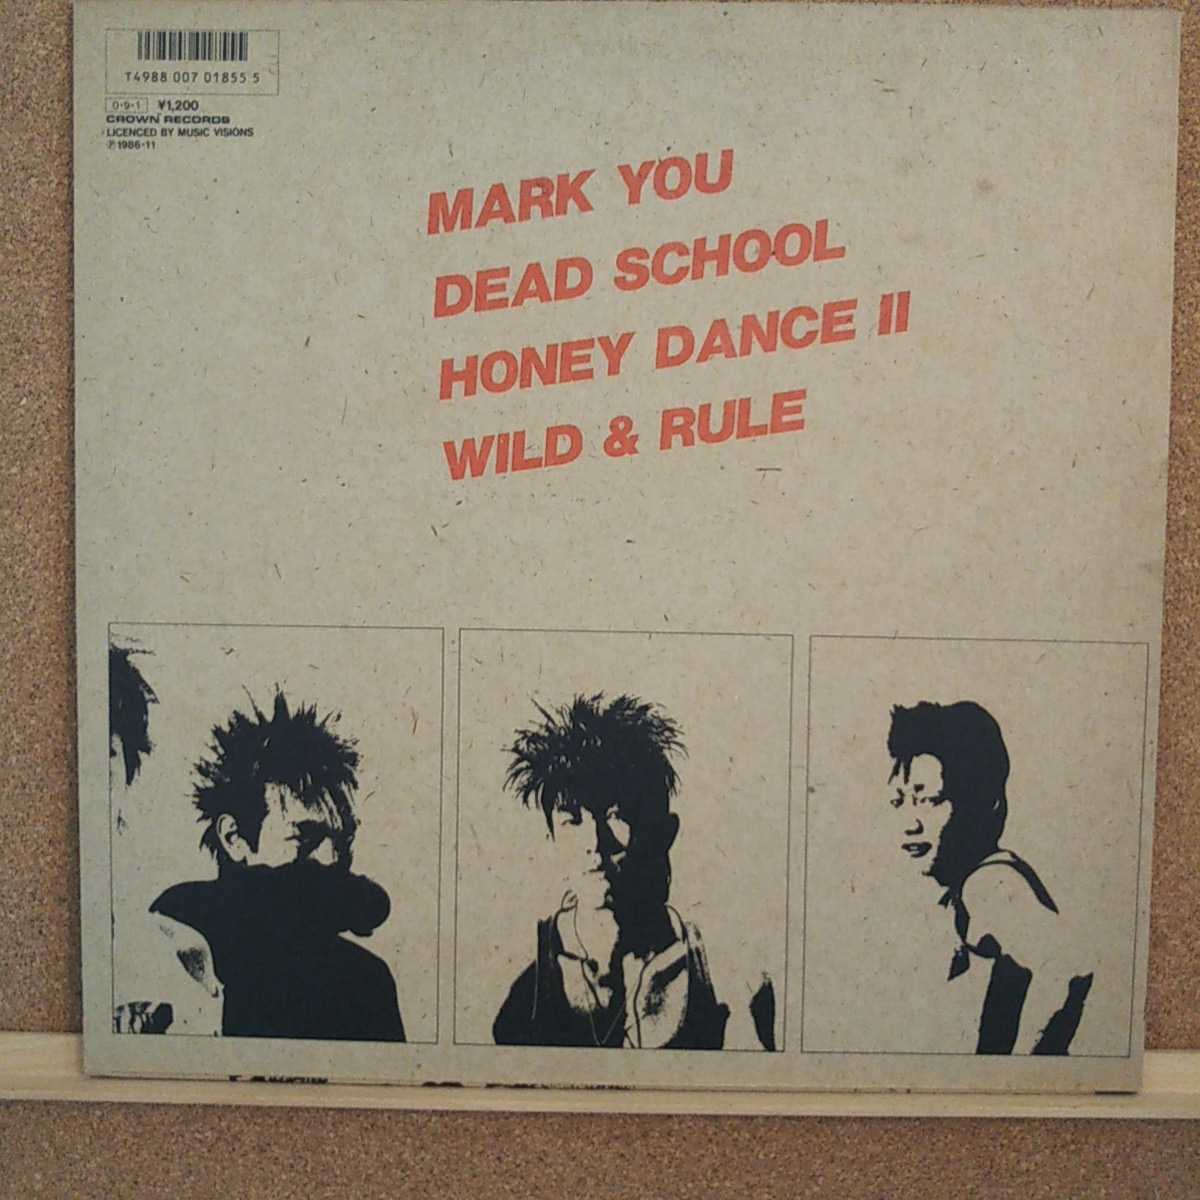 T4988 007 01855 5
0·9·1 ¥1,200
CROWN RECORDS
LICENCED BY MUSIC VISIONS
Ⓟ1986·11
MARK YOU
DEAD SCHOOL
HONEY DANCE II
WILD & RULE